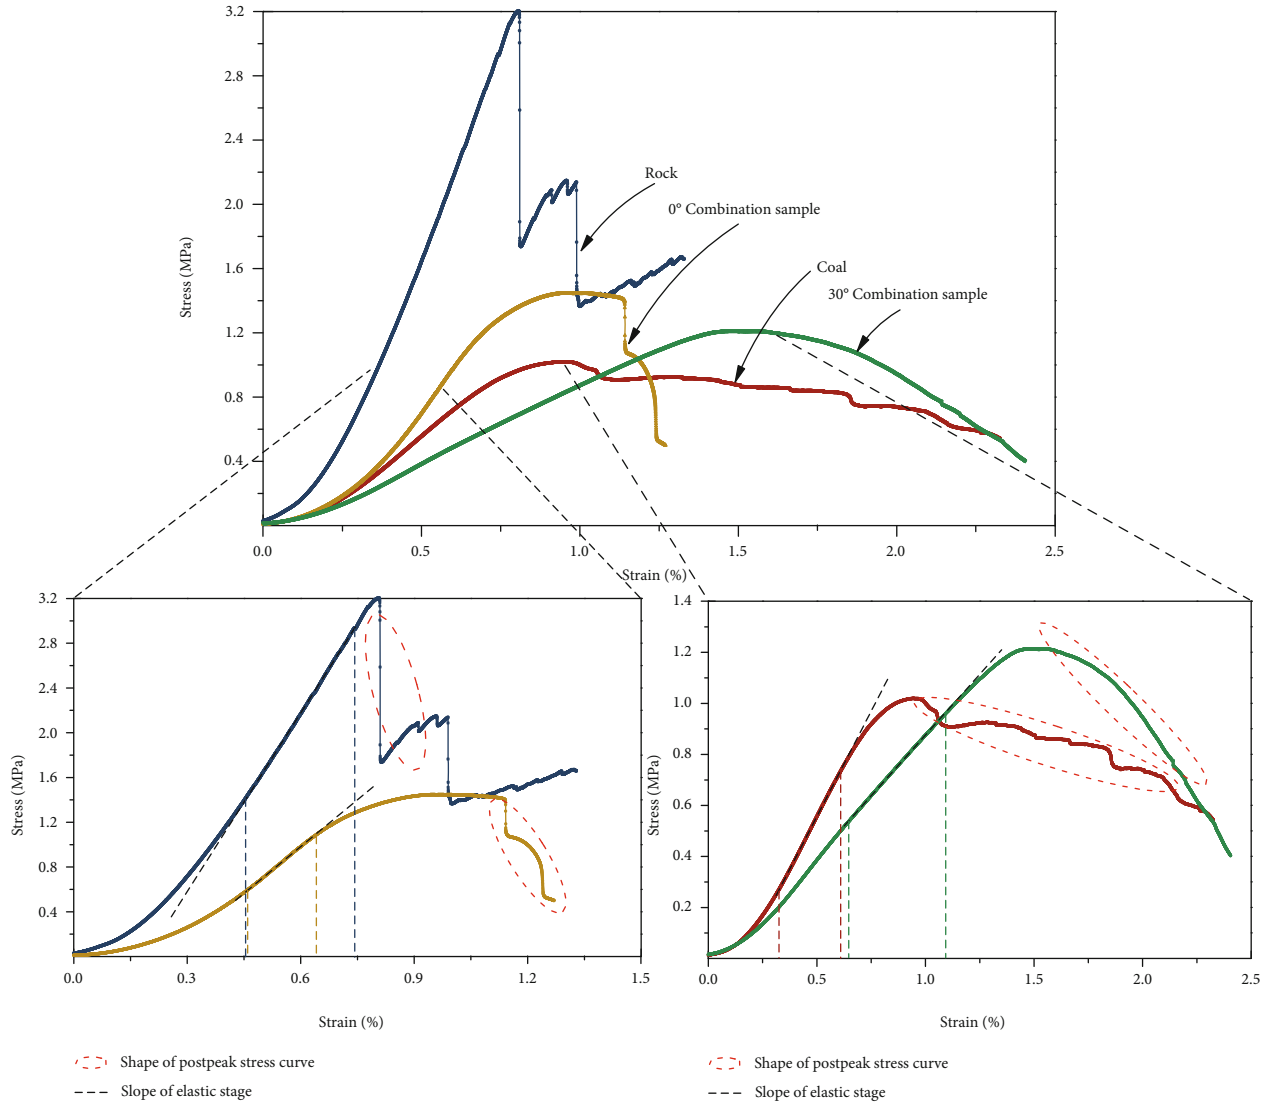 3.2
2.8
2.4
2.0
1.6
1.2
0.8
0.4
Stress (MPa)
Rock
0° Combination sample
Coal
30° Combination sample
0.0 0.5 1.0 1.5 2.0 2.5
Strain (%)
3.2
2.8
2.4
2.0
1.6
1.2
0.8
0.4
Stress (MPa)
0.0 0.3 0.6 0.9 1.2 1.5
Strain (%)
Shape of postpeak stress curve
Slope of elastic stage
1.4
1.2
1.0
0.8
0.6
0.4
0.2
Stress (MPa)
0.0 0.5 1.0 1.5 2.0 2.5
Strain (%)
Shape of postpeak stress curve
Slope of elastic stage